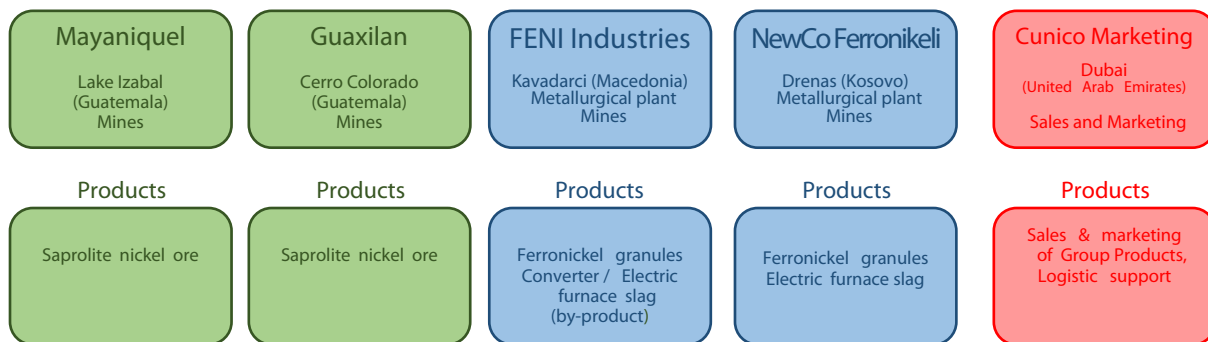 Mayaniquel
Lake Izabal
(Guatemala)
Mines
Guaxilan
Cerro Colorado
(Guatemala)
Mines
FENI Industries
Kavadarci (Macedonia)
Metallurgical plant
Mines
NewCo Ferronikeli
Drenas (Kosovo)
Metallurgical plant
Mines
Cunico Marketing
Dubai
(United Arab Emirates)
Sales and Marketing
Products
Saprolite nickel ore
Products
Saprolite nickel ore
Products
Ferronickel granules
Converter / Electric
furnace slag
(by-product)
Products
Ferronickel granules
Electric furnace slag
Products
Sales & marketing
of Group Products,
Logistic support